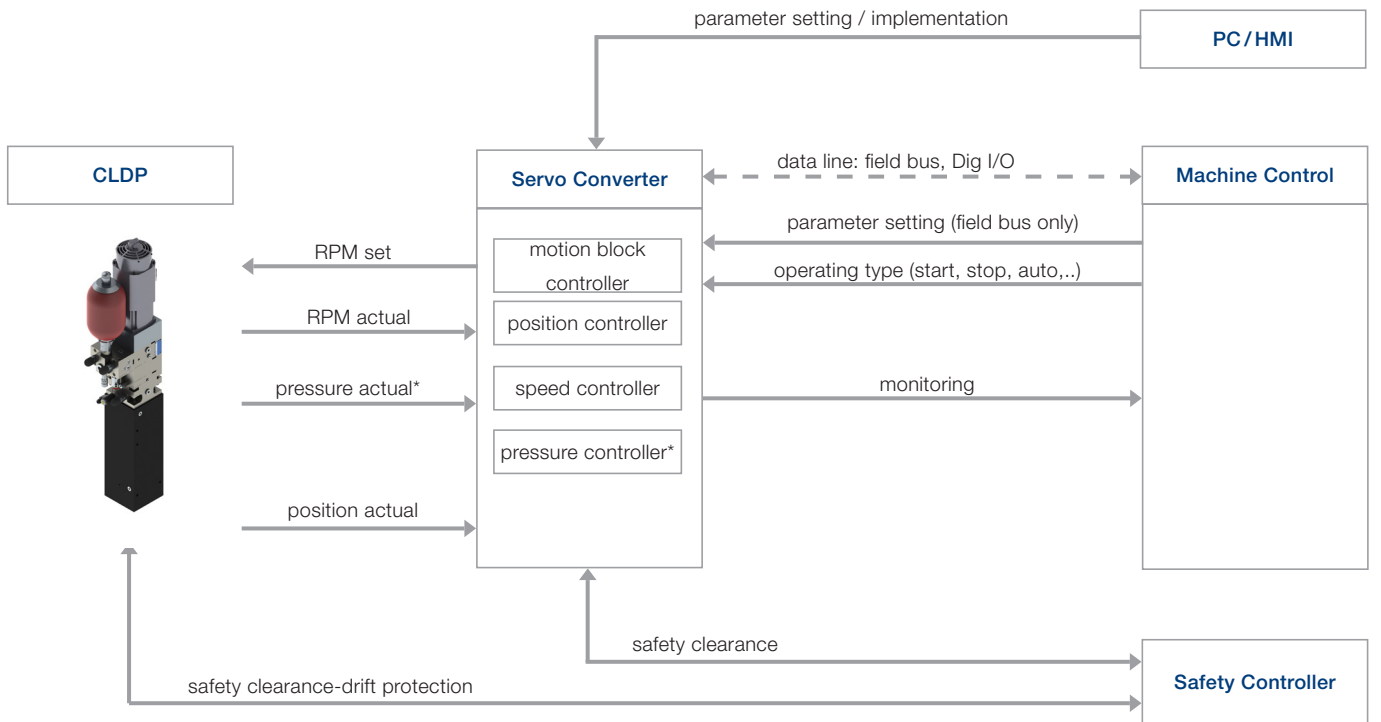 parameter setting / implementation
PC/HMI
CLDP
Servo Converter
data line: field bus, Dig I/O
Machine Control
parameter setting (field bus only)
RPM set
motion block
controller
operating type (start, stop, auto,..)
RPM actual
position controller
pressure actual*
speed controller
monitoring
pressure controller*
position actual
safety clearance
safety clearance-drift protection
Safety Controller